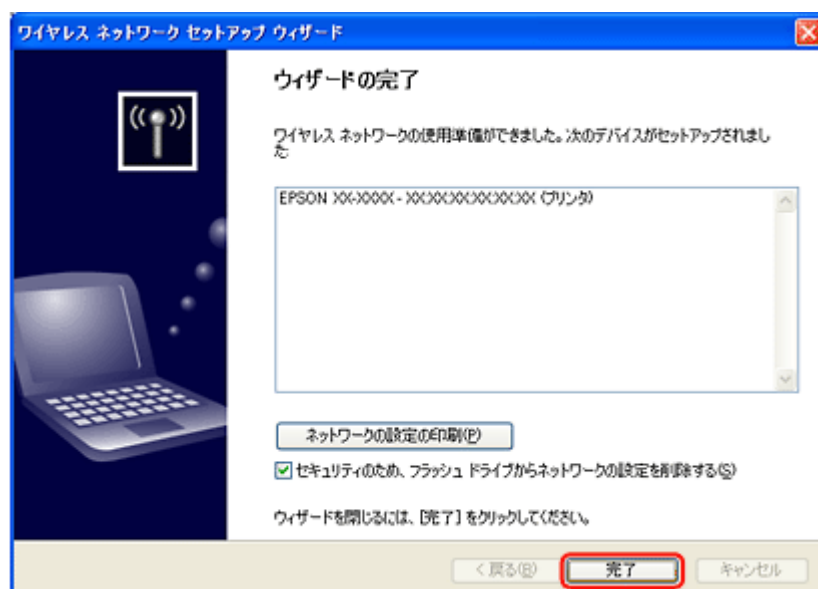 ワイヤレス ネットワーク セットアップ ウィザード
ウィザードの完了
ワイヤレス ネットワークの使用準備ができました。次のデバイスがセットアップされまし
た:
EPSON XX-XXXX - XX:XX:XX:XX:XX:XX (プリンタ)
ネットワークの設定の印刷(P)
セキュリティのため、フラッシュ ドライブからネットワークの設定を削除する(S)
ウィザードを閉じるには、[完了] をクリックしてください。
< 戻る(B)
完了
キャンセル